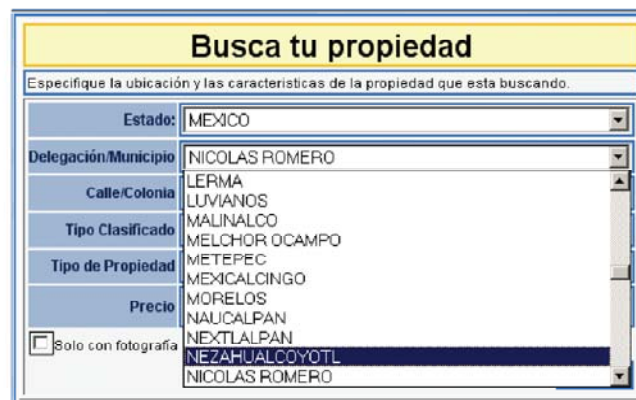 Busca tu propiedad
Especifique la ubicación y las caracteristicas de la propiedad que esta buscando.
Estado: MEXICO
Delegación/Municipio NICOLAS ROMERO
Calle/Colonia
Tipo Clasificado
Tipo de Propiedad
Precio
Solo con fotografía
LERMA
LUVIANOS
MALINALCO
MELCHOR OCAMPO
METEPEC
MEXICALCINGO
MORELOS
NAUCALPAN
NEXTLALPAN
NEZAHUALCOYOTL
NICOLAS ROMERO